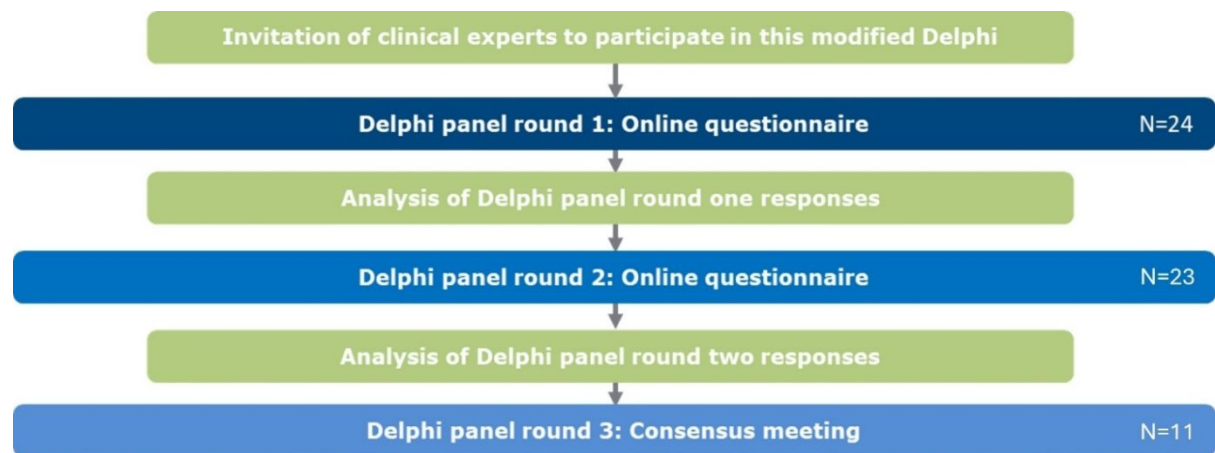 Invitation of clinical experts to participate in this modified Delphi
Delphi panel round 1: Online questionnaire N=24
Analysis of Delphi panel round one responses
Delphi panel round 2: Online questionnaire N=23
Analysis of Delphi panel round two responses
Delphi panel round 3: Consensus meeting N=11